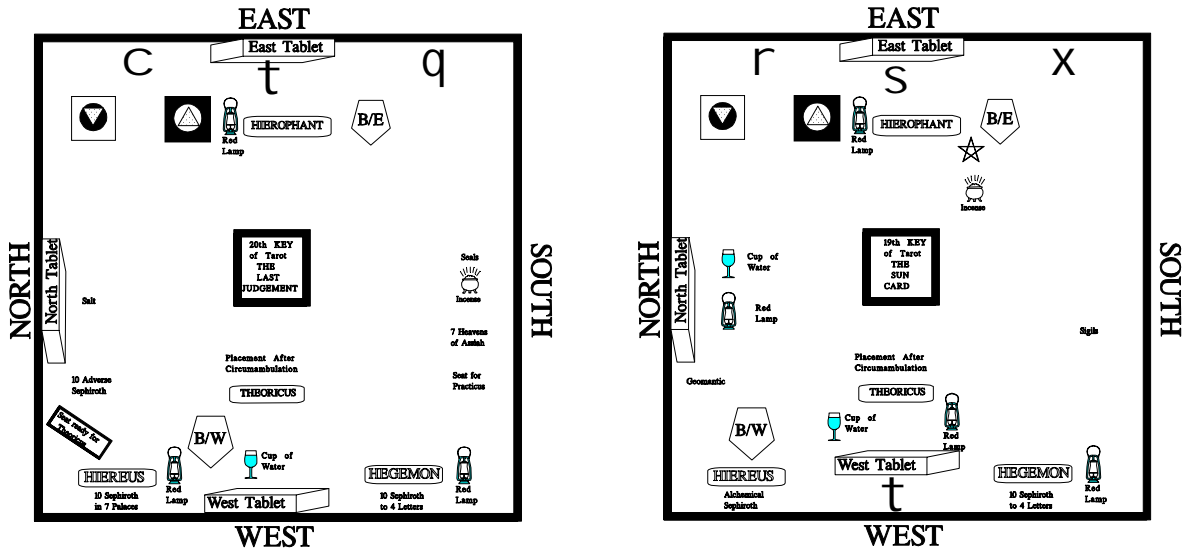 EAST
East Tablet
c
t
q
HIEROPHANT
B/E
Red
Lamp
NORTH
North Tablet
20th KEY
of Tarot
THE
LAST
JUDGEMENT
Seals
Incense
SOUTH
Salt
7 Heavens
of Assiah
Placement After
Circumambulation
Seat for
Practicus
10 Adverse
Sephiroth
THEORICUS
Seat ready for
Theoricus
B/W
Cup of
Water
HIEREUS
Red
Lamp
HEGEMON
Red
Lamp
10 Sephiroth
in 7 Palaces
West Tablet
10 Sephiroth
to 4 Letters
WEST
EAST
East Tablet
r
s
x
HIEROPHANT
B/E
Red
Lamp
Incense
NORTH
North Tablet
Cup of
Water
Red
Lamp
19th KEY
of Tarot
THE
SUN
CARD
SOUTH
Sigils
Placement After
Circumambulation
Geomantic
THEORICUS
B/W
Cup of
Water
Red
Lamp
HIEREUS
West Tablet
HEGEMON
Red
Lamp
Alchemical
Sephiroth
t
10 Sephiroth
to 4 Letters
WEST